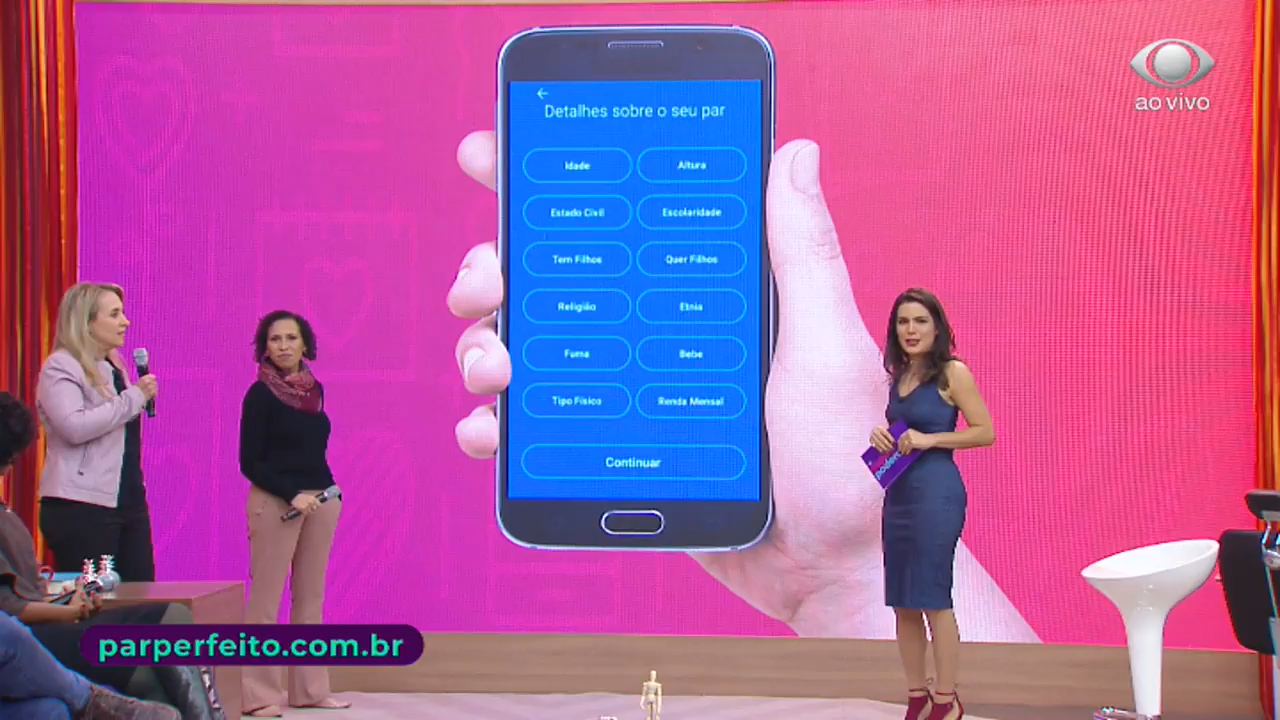 ao vivo
Detalhes sobre o seu par
Idade
Altura
Estado Civil
Escolaridade
Tem Filhos
Quer Filhos
Religião
Etnia
Fuma
Bebe
Tipo Físico
Renda Mensal
Continuar
parperfeito.com.br